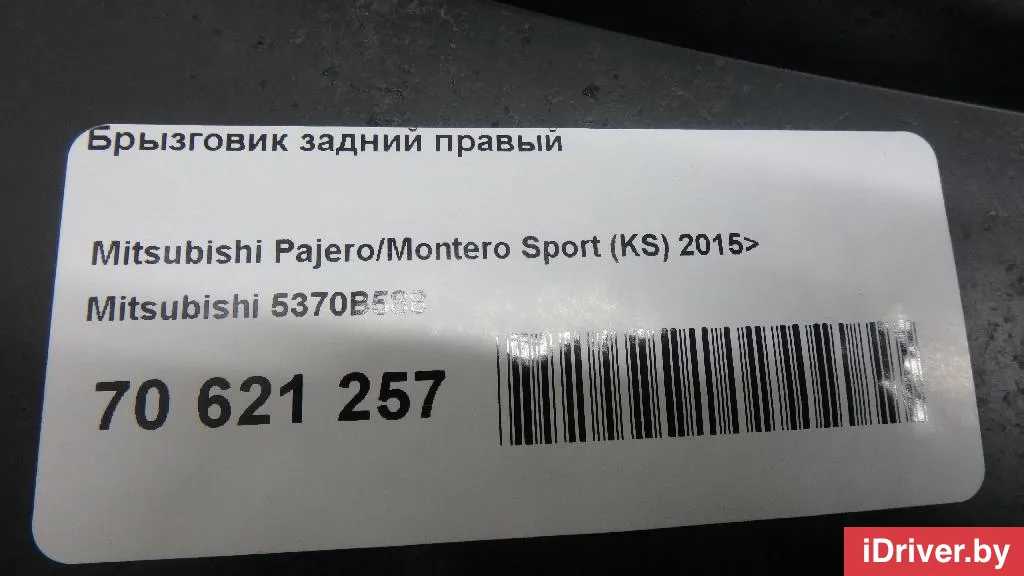 Брызговик задний правый
Mitsubishi Pajero/Montero Sport (KS) 2015>
Mitsubishi
70 621 257
iDriver.by